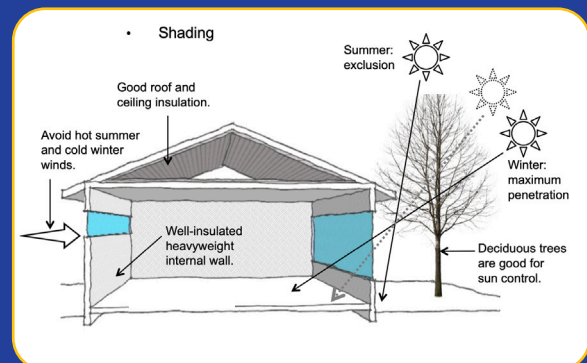 • Shading
Summer:
exclusion
Good roof and
ceiling insulation.
Avoid hot summer
and cold winter
winds.
Winter:
maximum
penetration
Well-insulated
heavyweight
internal wall.
Deciduous trees
are good for
sun control.